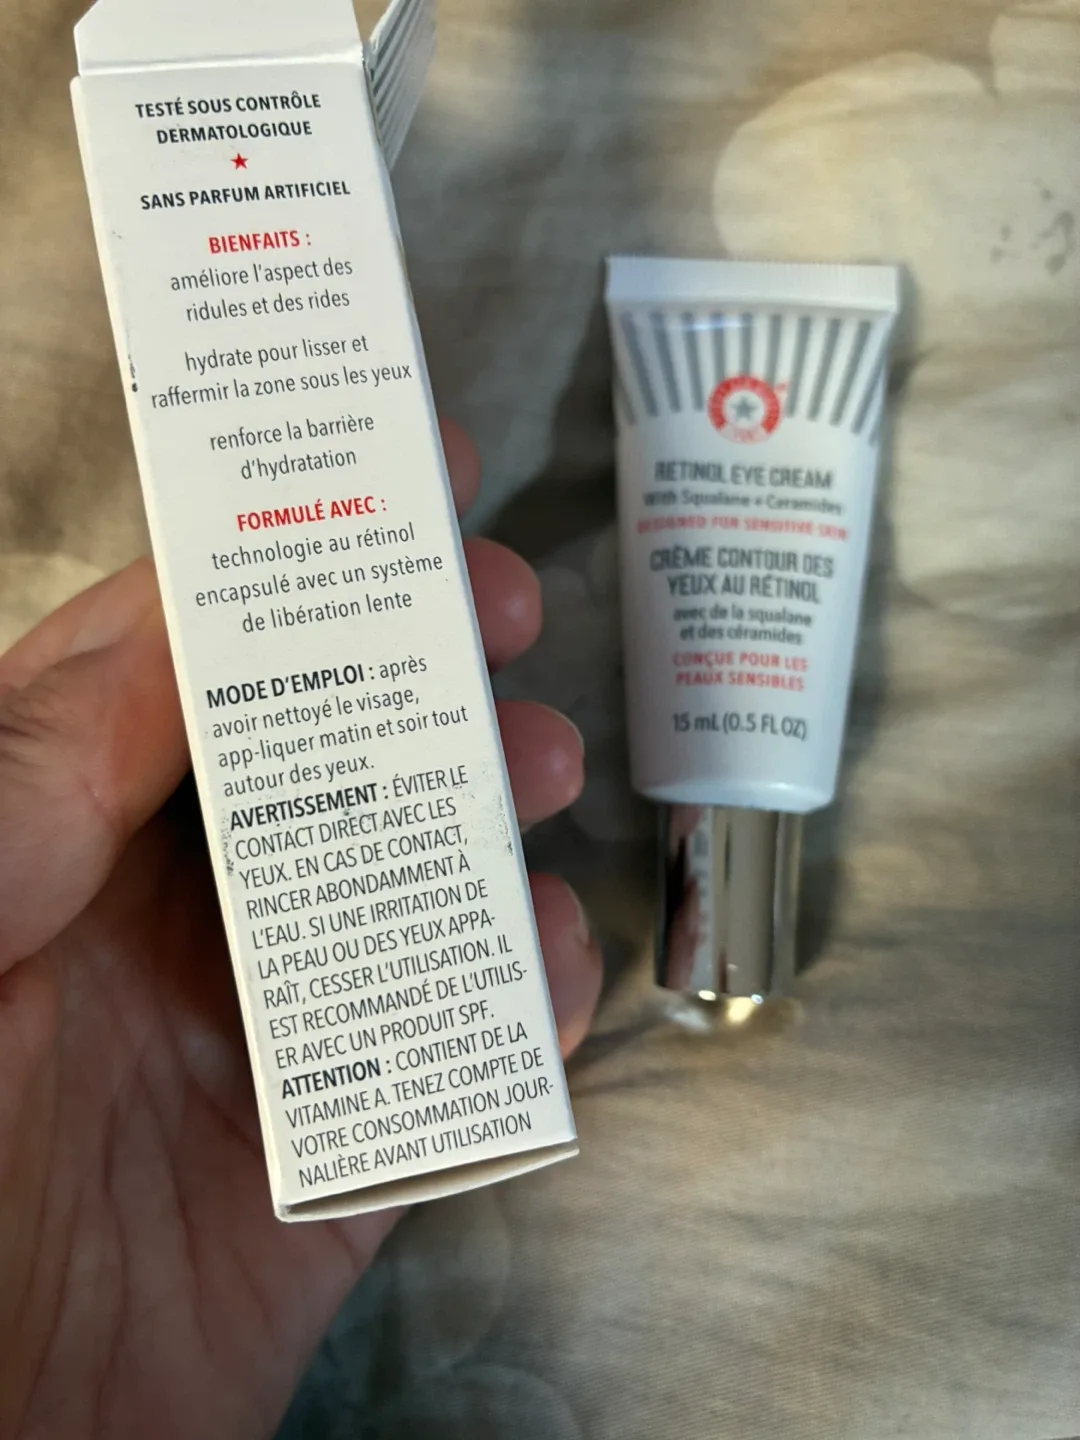 TESTÉ SOUS CONTRÔLE
DERMATOLOGIQUE
SANS PARFUM ARTIFICIEL
BIENFAITS :
améliore l'aspect des
ridules et des rides
hydrate pour lisser et
raffermir la zone sous les yeux
renforce la barrière
d'hydratation
FORMULÉ AVEC :
technologie au rétinol
encapsulé avec un système
de libération lente
MODE D'EMPLOI : après
avoir nettoyé le visage,
app-liquer matin et soir tout
autour des yeux.
AVERTISSEMENT : ÉVITER LE
CONTACT DIRECT AVEC LES
YEUX. EN CAS DE CONTACT,
RINCER ABONDAMMENT À
L'EAU. SI UNE IRRITATION DE
LA PEAU OU DES YEUX APPA-
RAÎT, CESSER L'UTILISATION. IL
EST RECOMMANDÉ DE L'UTILIS-
ER AVEC UN PRODUIT SPF.
ATTENTION : CONTIENT DE LA
VITAMINE A. TENEZ COMPTE DE
VOTRE CONSOMMATION JOUR-
NALIÈRE AVANT UTILISATION
RETINOL EYE CREAM
With Squalane + Ceramides
DESIGNED FOR SENSITIVE SKIN
CRÈME CONTOUR DES
YEUX AU RÉTINOL
avec de la squalane
et des céramides
CONÇUE POUR LES
PEAUX SENSIBLES
15 mL (0.5 FL OZ)